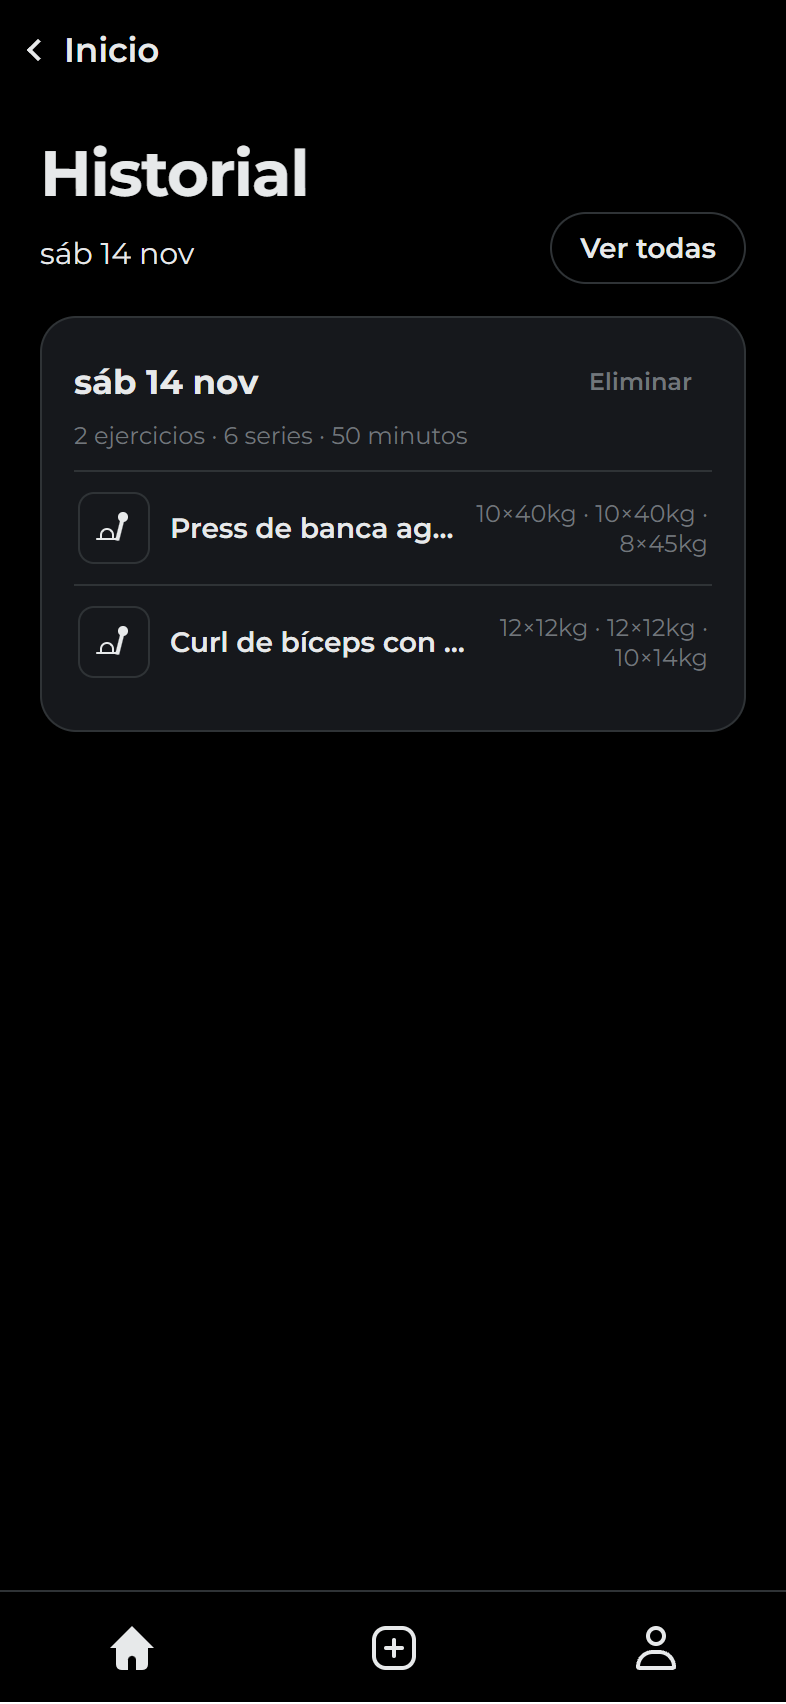 Inicio
Historial
sáb 14 nov
Ver todas
sáb 14 nov
Eliminar
2 ejercicios · 6 series · 50 minutos
Press de banca ag...
10×40kg · 10×40kg ·
8×45kg
Curl de bíceps con ...
12×12kg · 12×12kg ·
10×14kg